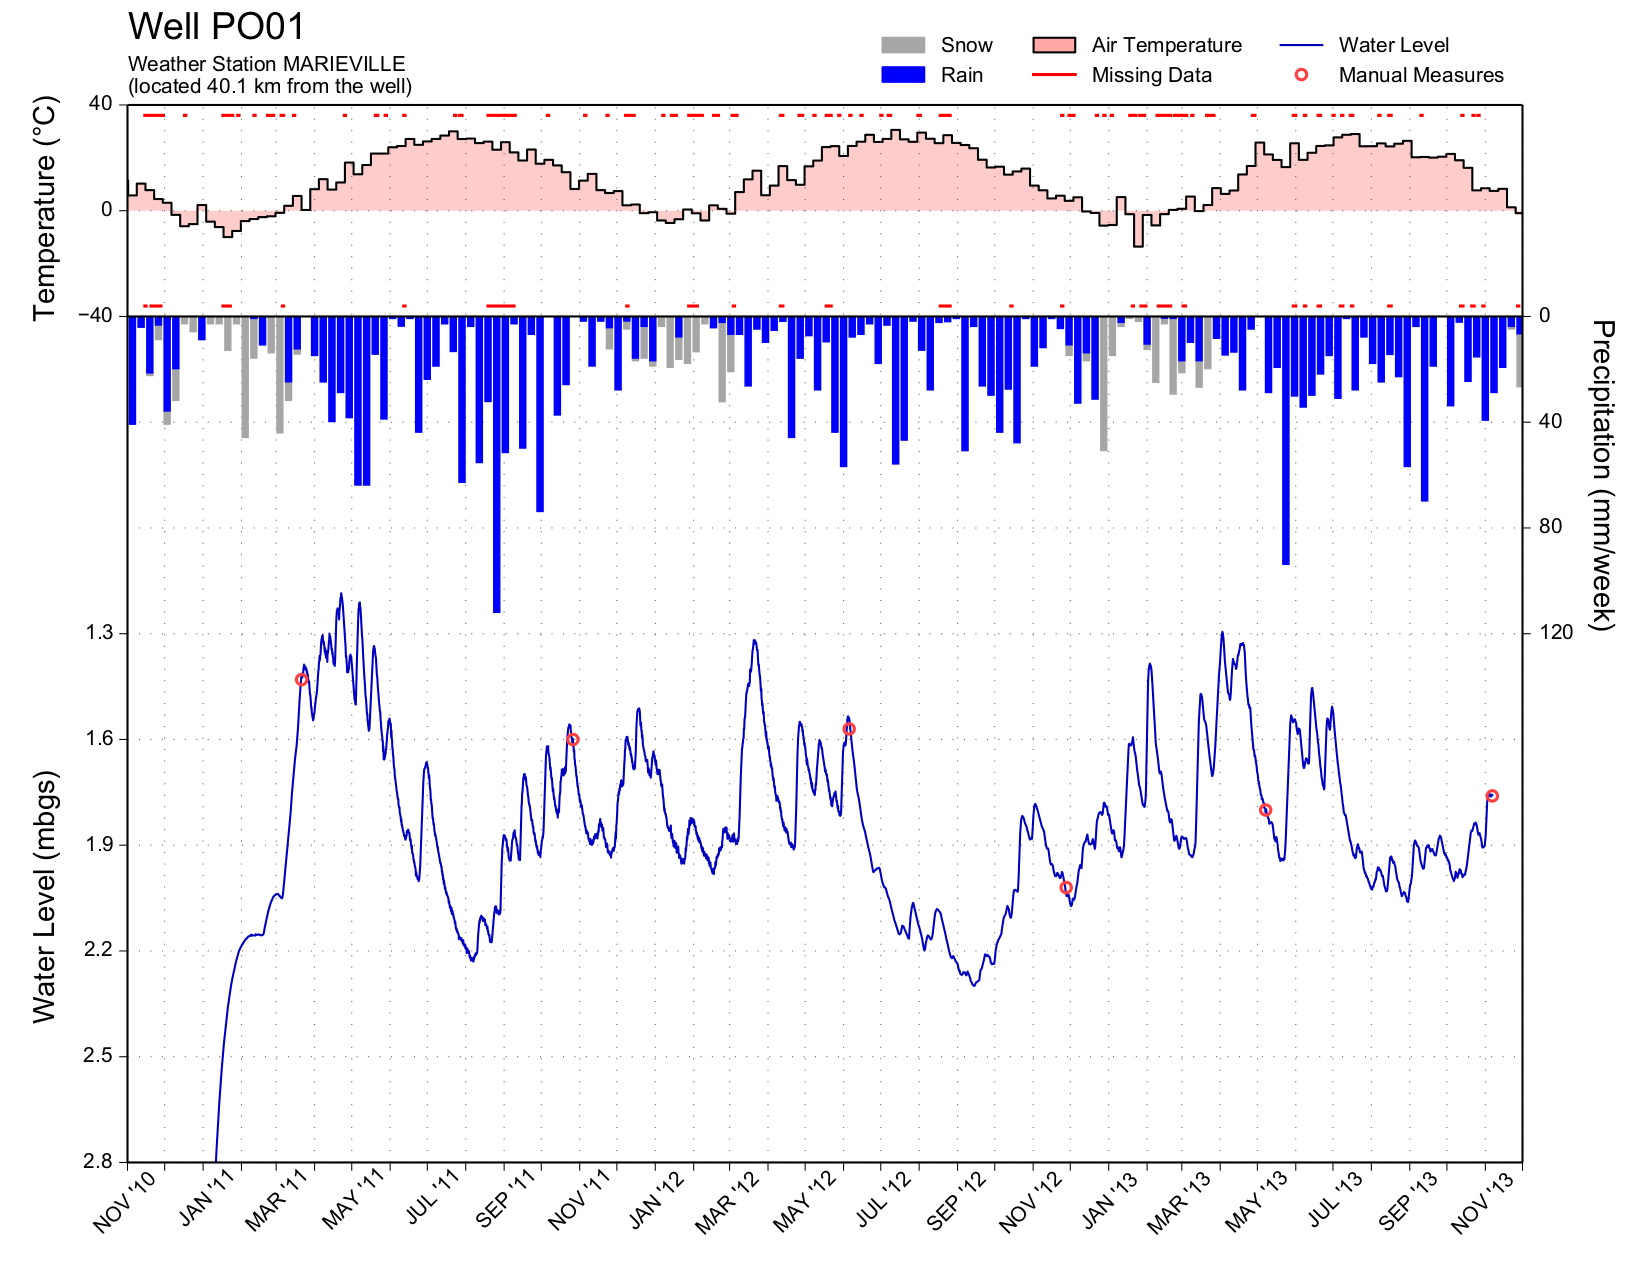 Well PO01
Weather Station MARIEVILLE
(located 40.1 km from the well)
Snow
Air Temperature
Water Level
Rain
Missing Data
Manual Measures
Temperature (°C)
40
0
−40
Precipitation (mm/week)
0
40
80
120
Water Level (mbgs)
1.3
1.6
1.9
2.2
2.5
2.8
NOV '10
JAN '11
MAR '11
MAY '11
JUL '11
SEP '11
NOV '11
JAN '12
MAR '12
MAY '12
JUL '12
SEP '12
NOV '12
JAN '13
MAR '13
MAY '13
JUL '13
SEP '13
NOV '13